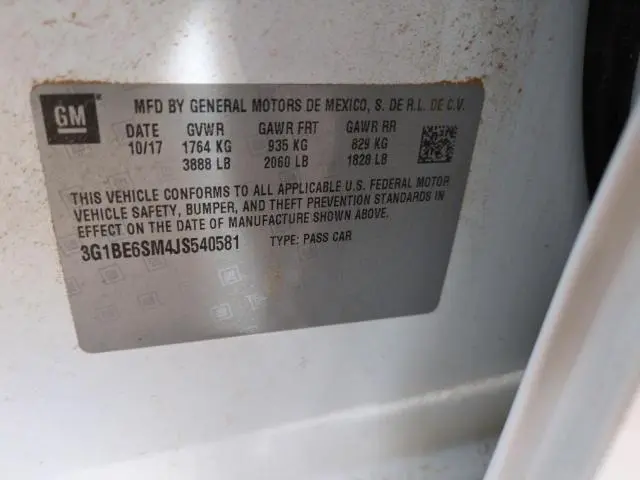 GM
MFD BY GENERAL MOTORS DE MEXICO, S. DE R.L. DE C.V.
DATE GVWR GAWR FRT GAWR RR
10/17 1764 KG 935 KG 829 KG
3888 LB 2060 LB 1828 LB
THIS VEHICLE CONFORMS TO ALL APPLICABLE U.S. FEDERAL MOTOR
VEHICLE SAFETY, BUMPER, AND THEFT PREVENTION STANDARDS IN
EFFECT ON THE DATE OF MANUFACTURE SHOWN ABOVE.
3G1BE6SM4JS540581 TYPE: PASS CAR